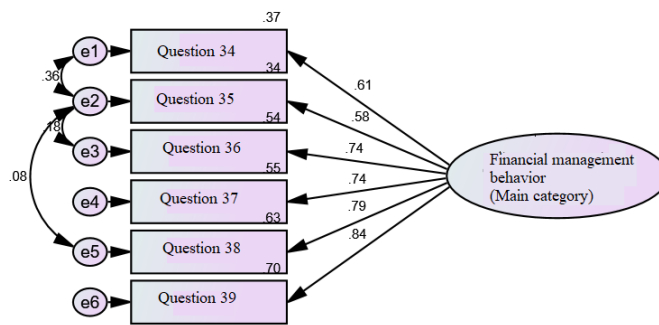 .37
e1
Question 34
.34
.61
.36
e2
Question 35
.54
.58
.18
e3
Question 36
.55
.74
.08
e4
Question 37
.63
.74
e5
Question 38
.70
.79
e6
Question 39
.84
Financial management
behavior
(Main category)